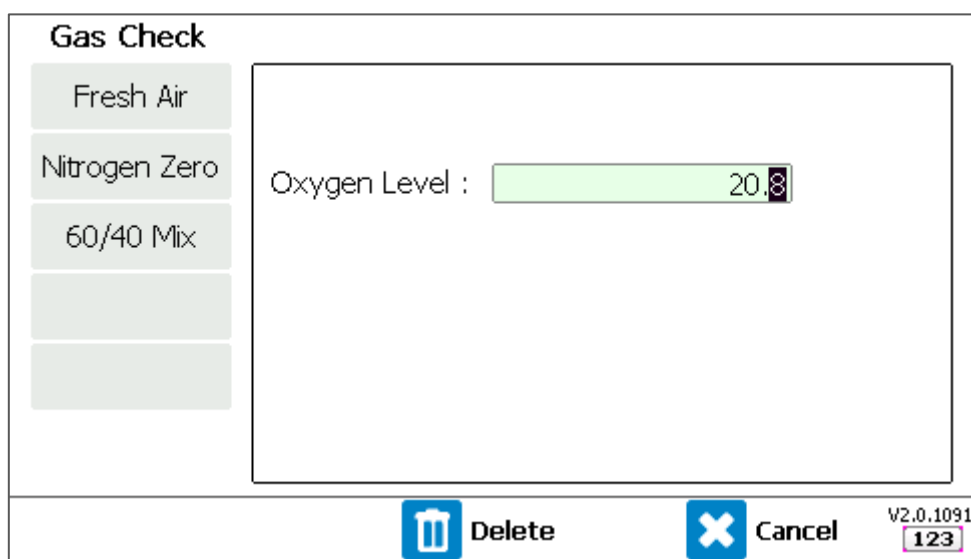 Gas Check
Fresh Air
Nitrogen Zero
60/40 Mix
Oxygen Level : 20.8
Delete
Cancel
V2.0.1091
123